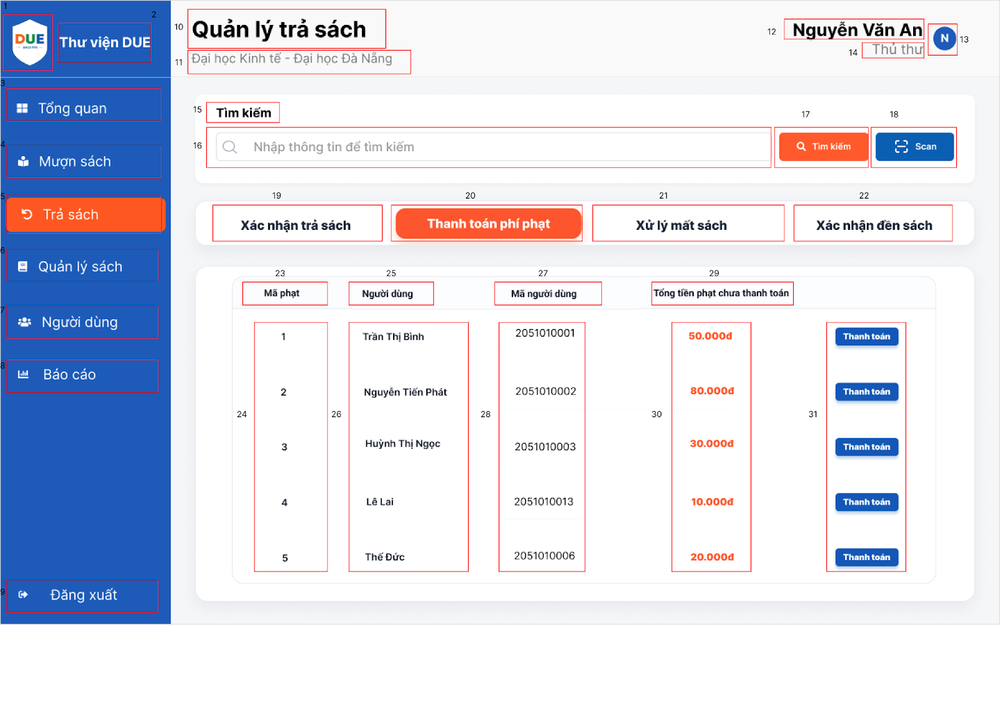 1
2
DUE
SINCE 1975
Thư viện DUE
3
Tổng quan
4
Mượn sách
5
Trả sách
6
Quản lý sách
7
Người dùng
8
Báo cáo
9
Đăng xuất
10
Quản lý trả sách
11
Đại học Kinh tế - Đại học Đà Nẵng
12
Nguyễn Văn An
N
13
14
Thủ thư
15
Tìm kiếm
16
Nhập thông tin để tìm kiếm
17
Tìm kiếm
18
Scan
19
Xác nhận trả sách
20
Thanh toán phí phạt
21
Xử lý mất sách
22
Xác nhận đền sách
23 25 27 29
Mã phạt Người dùng Mã người dùng Tổng tiền phạt chưa thanh toán
1 Trần Thị Bình 2051010001 50.000đ Thanh toán
2 Nguyễn Tiến Phát 2051010002 80.000đ Thanh toán
24 26 28 30 31
3 Huỳnh Thị Ngọc 2051010003 30.000đ Thanh toán
4 Lê Lai 2051010013 10.000đ Thanh toán
5 Thế Đức 2051010006 20.000đ Thanh toán